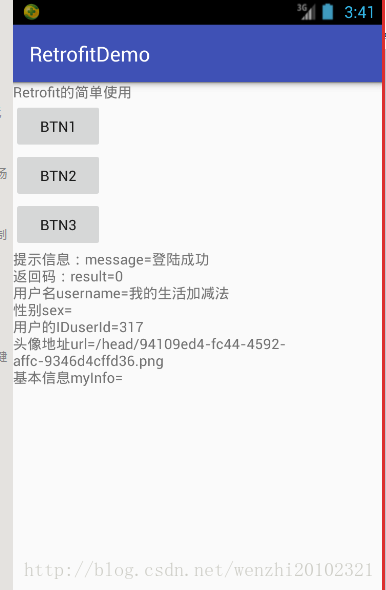 3G 3:41
RetrofitDemo
Retrofit的简单使用
BTN1
BTN2
BTN3
提示信息：message=登陆成功
返回码：result=0
用户名username=我的生活加减法
性别sex=
用户的IDuserId=317
头像地址url=/head/94109ed4-fc44-4592-
affc-9346d4cffd36.png
基本信息myInfo=
http://blog.csdn.net/wenzhi20102321